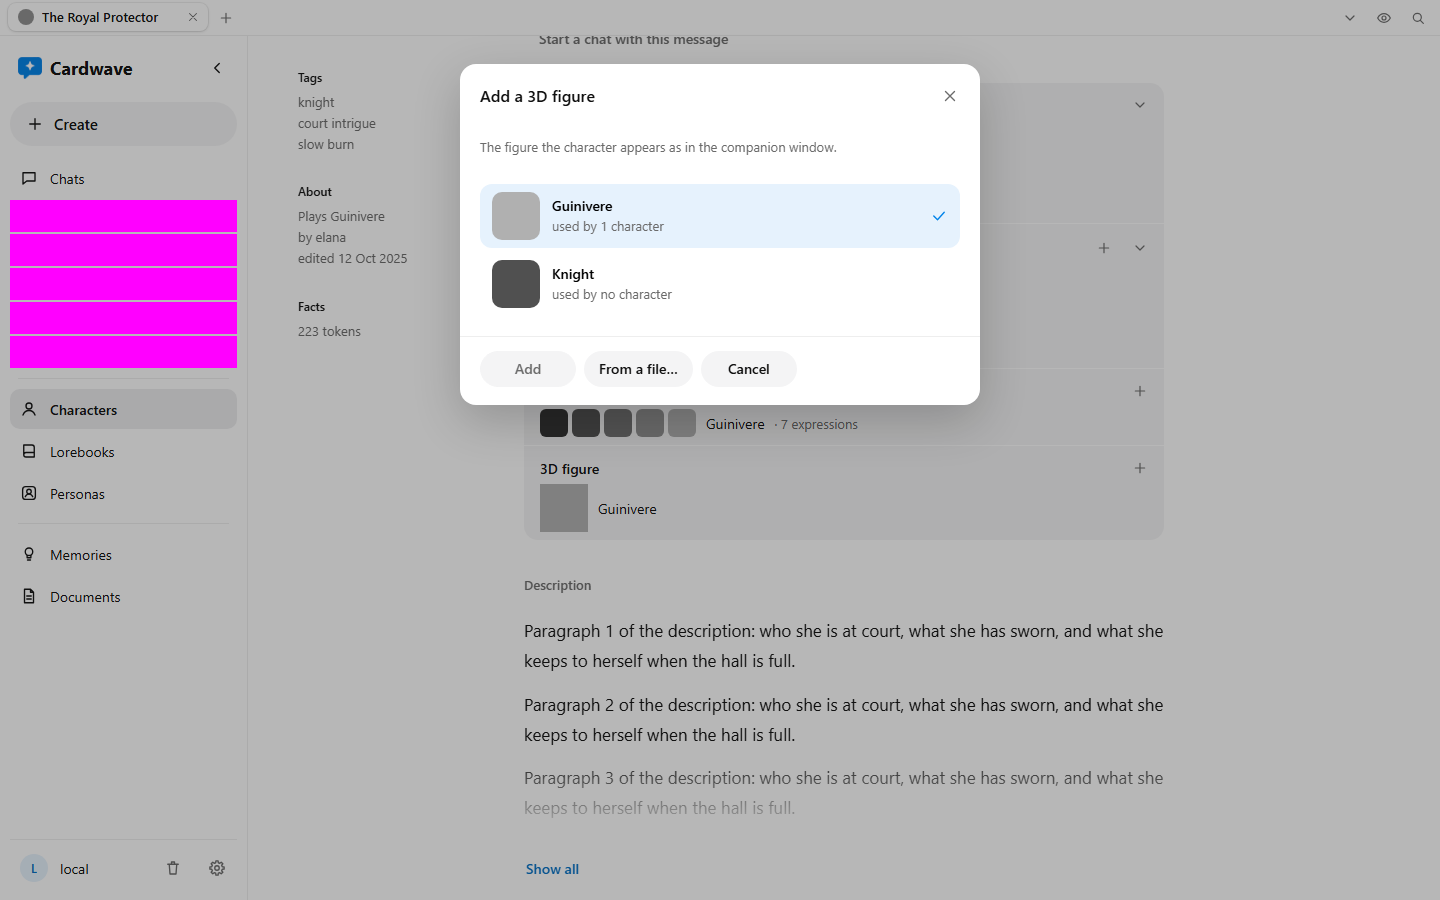 The Royal Protector
Cardwave
Create
Chats
Characters
Lorebooks
Personas
Memories
Documents
L
local
Tags
knight
court intrigue
slow burn
About
Plays Guinivere
by elana
edited 12 Oct 2025
Facts
223 tokens
Start a chat with this message
Add a 3D figure
The figure the character appears as in the companion window.
Guinivere
used by 1 character
Knight
used by no character
Add
From a file...
Cancel
Guinivere · 7 expressions
3D figure
Guinivere
Description
Paragraph 1 of the description: who she is at court, what she has sworn, and what she
keeps to herself when the hall is full.
Paragraph 2 of the description: who she is at court, what she has sworn, and what she
keeps to herself when the hall is full.
Paragraph 3 of the description: who she is at court, what she has sworn, and what she
keeps to herself when the hall is full.
Show all